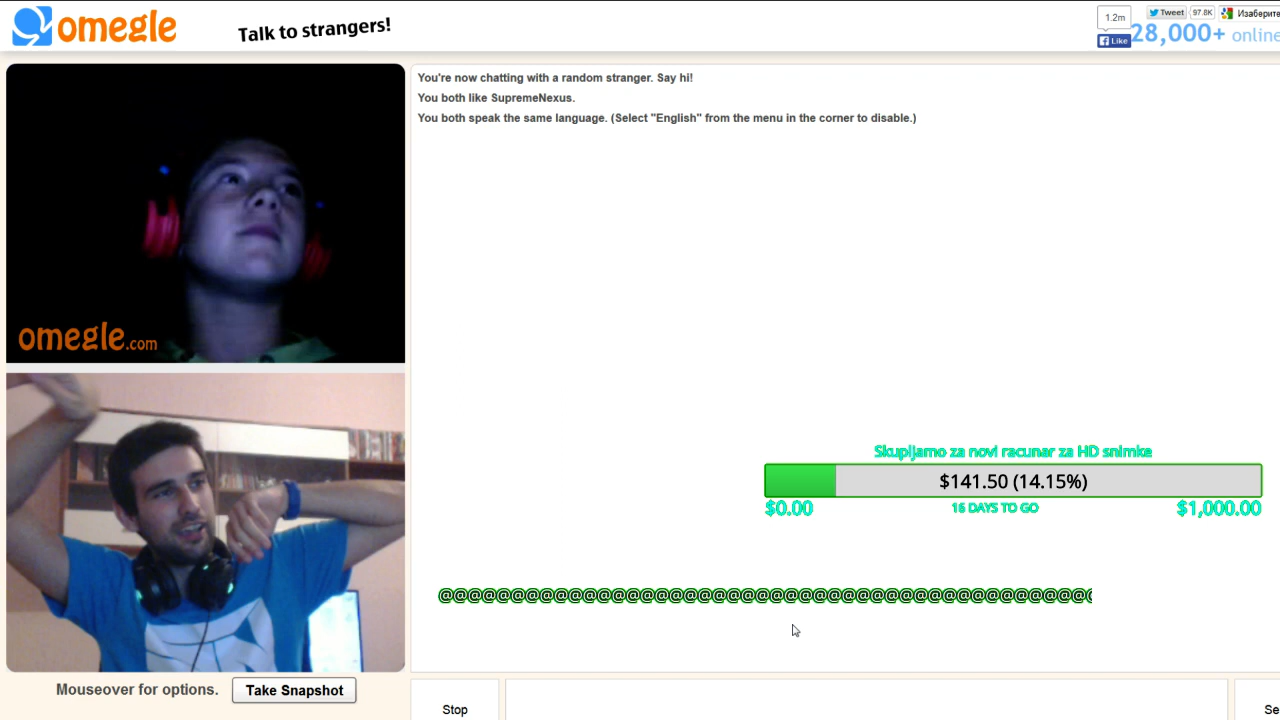 omegle
Talk to strangers!
1.2m
Like
Tweet
97.8K
Изаберите
28,000+ online
You're now chatting with a random stranger. Say hi!
You both like SupremeNexus.
You both speak the same language. (Select "English" from the menu in the corner to disable.)
omegle.com
Skupljamo za novi racunar za HD snimke
$141.50 (14.15%)
$0.00
16 DAYS TO GO
$1,000.00
@@@@@@@@@@@@@@@@@@@@@@@@@@@@@@@@@@@@@@@@@@@@@
Mouseover for options.
Take Snapshot
Stop
Se